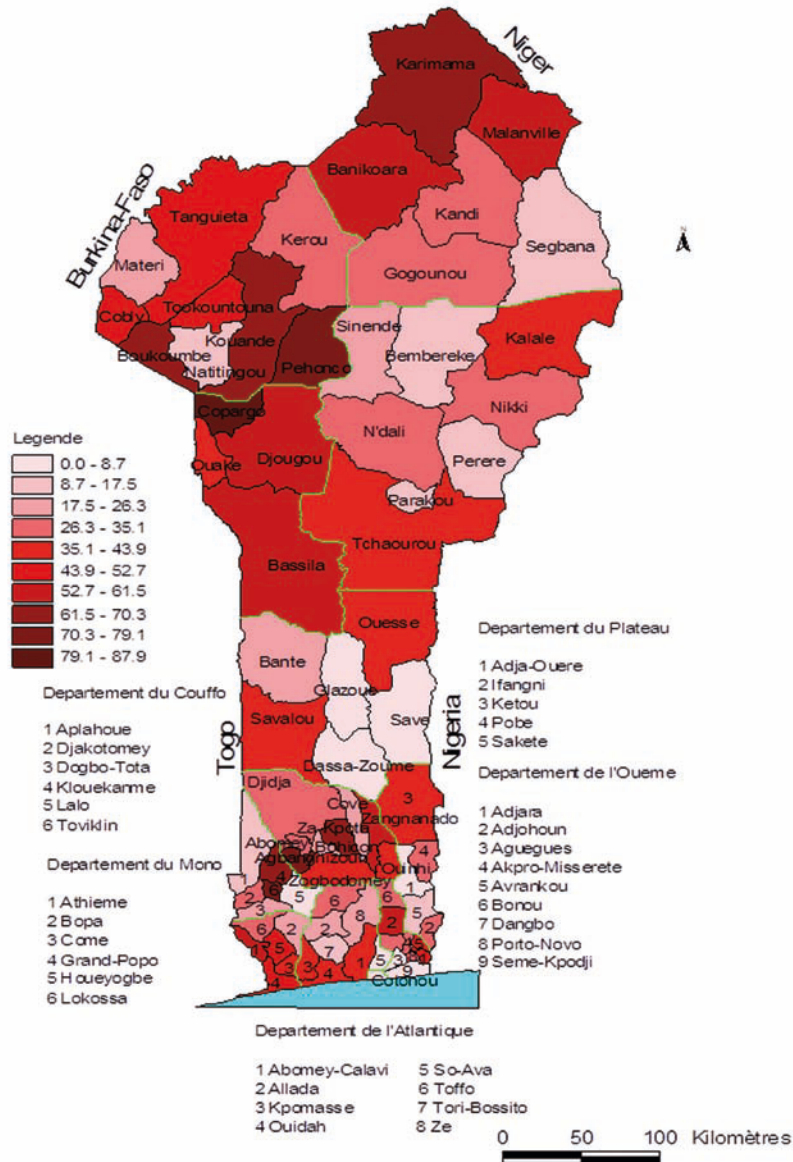 Niger
Karimama
Malanville
Banikoara
Burkina-Faso
Tanguieta
Kandi
Kerou
Segbana
Materi
Gogounou
N
Cobly
Tookountouna
Sinende
Kalale
Kouande
Bembereke
Boukoumbe
Pehonco
Natitingou
Nikki
Copargo
N'dali
Legende
Djougou
Perere
Ouake
0.0 - 8.7
8.7 - 17.5
Parakou
17.5 - 26.3
26.3 - 35.1
Tchaourou
35.1 - 43.9
Bassila
43.9 - 52.7
52.7 - 61.5
61.5 - 70.3
Ouesse
70.3 - 79.1
79.1 - 87.9
Bante
Glazoue
Save
Savalou
Togo
Nigeria
Dassa-Zoume
Djidja
Cove
Zangnanado
Za-Kpota
Abomey
Bohicon
Agbangnizoun
Ouinhi
Zogbodomey
Cotonou
Departement du Couffo
1 Aplahoue
2 Djakotomey
3 Dogbo-Tota
4 Klouekanme
5 Lalo
6 Toviklin
Departement du Mono
1 Athieme
2 Bopa
3 Come
4 Grand-Popo
5 Houeyogbe
6 Lokossa
Departement du Plateau
1 Adja-Ouere
2 Ifangni
3 Ketou
4 Pobe
5 Sakete
Departement de l'Oueme
1 Adjara
2 Adjohoun
3 Aguegues
4 Akpro-Misserete
5 Avrankou
6 Bonou
7 Dangbo
8 Porto-Novo
9 Seme-Kpodji
Departement de l'Atlantique
1 Abomey-Calavi
2 Allada
3 Kpomasse
4 Ouidah
5 So-Ava
6 Toffo
7 Tori-Bossito
8 Ze
0 50 100 Kilomètres